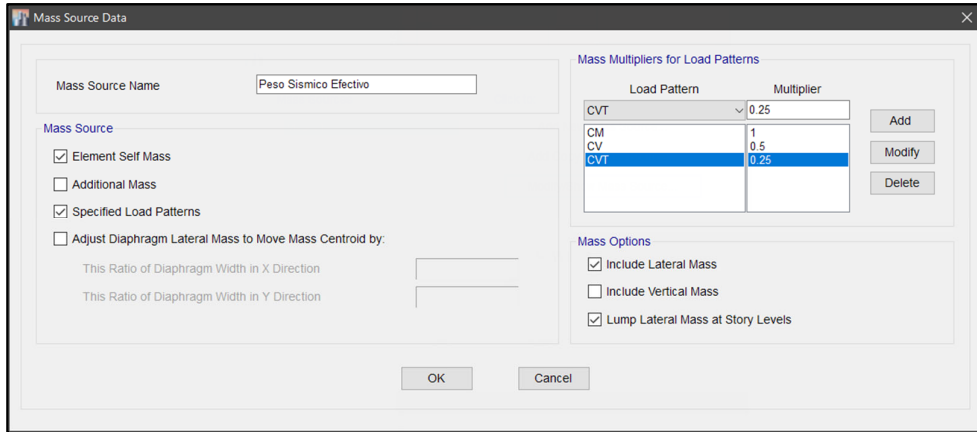 Mass Source Data
Mass Source Name
Peso Sismico Efectivo
Mass Source
Element Self Mass
Additional Mass
Specified Load Patterns
Adjust Diaphragm Lateral Mass to Move Mass Centroid by:
This Ratio of Diaphragm Width in X Direction
This Ratio of Diaphragm Width in Y Direction
Mass Multipliers for Load Patterns
Load Pattern Multiplier
CVT 0.25
CM 1
CV 0.5
CVT 0.25
Add
Modify
Delete
Mass Options
Include Lateral Mass
Include Vertical Mass
Lump Lateral Mass at Story Levels
OK Cancel